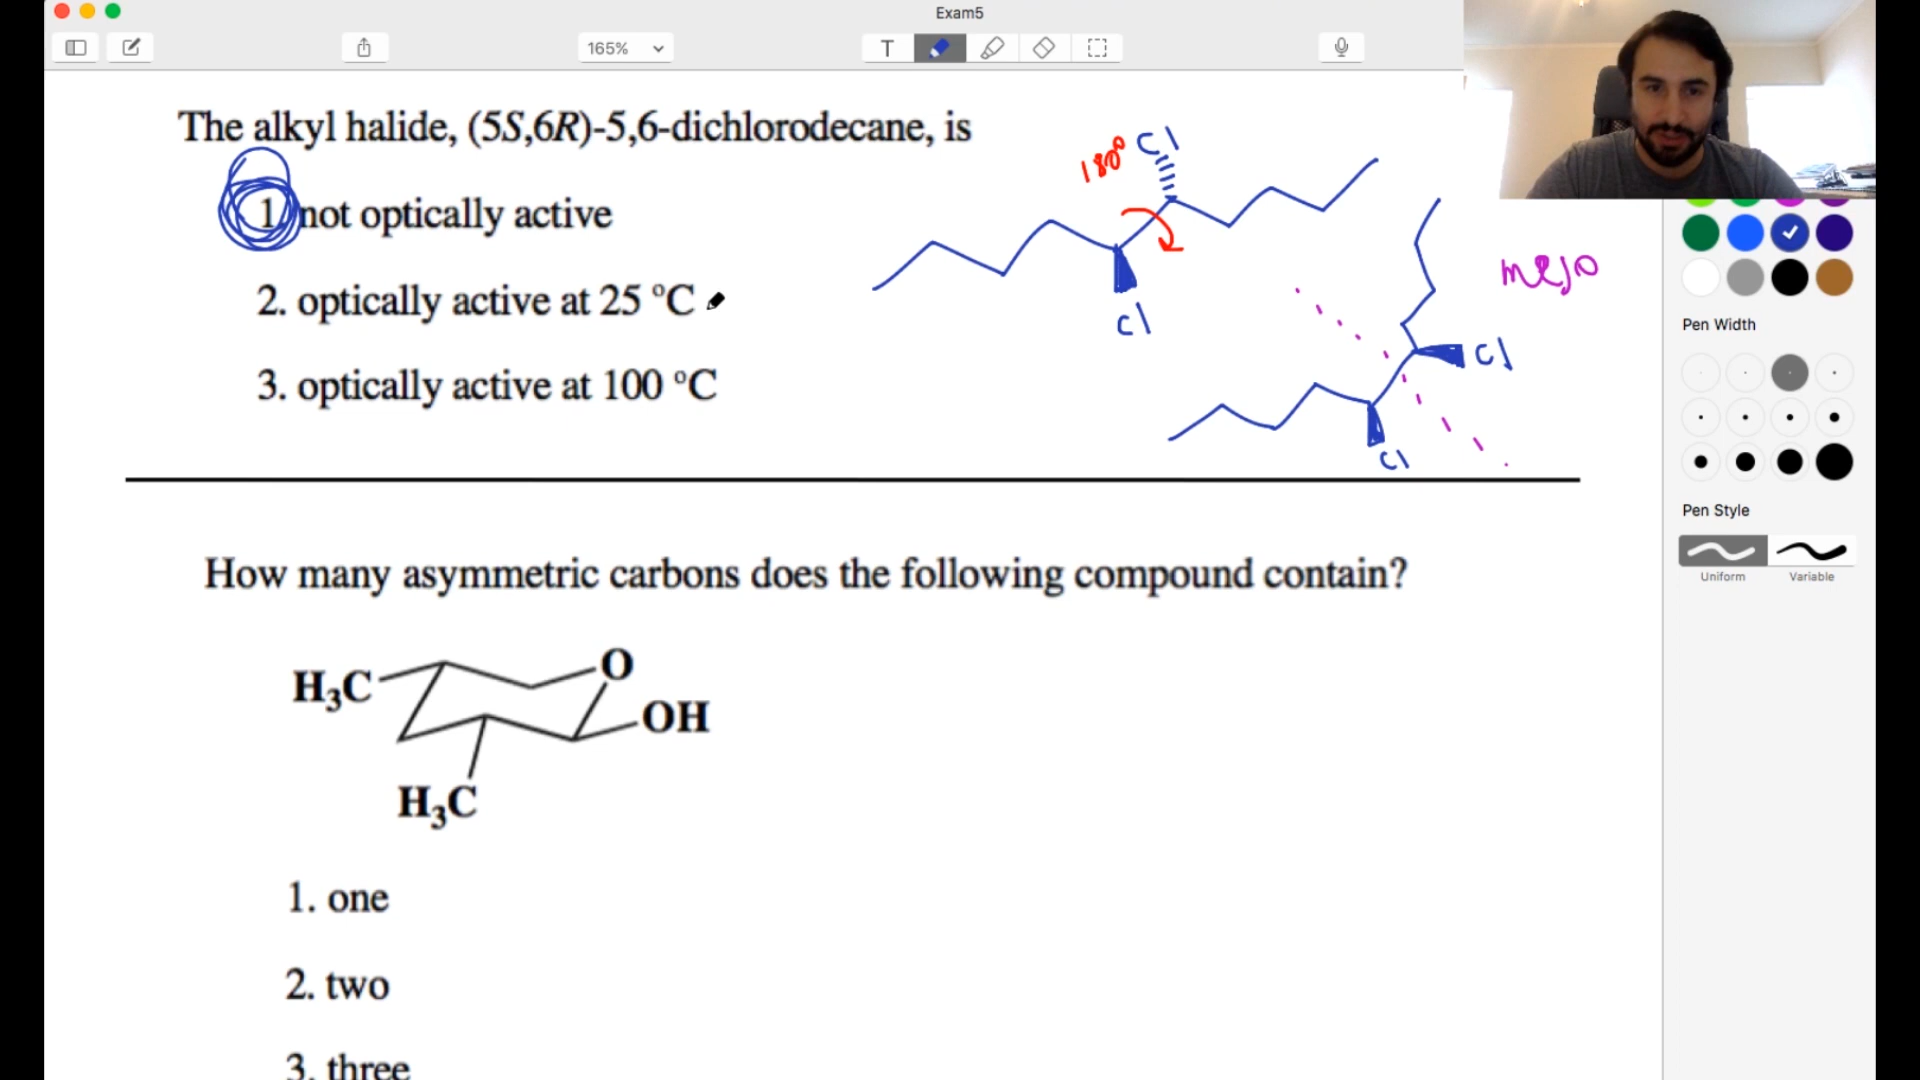 Exam5
165%
T
The alkyl halide, (5S,6R)-5,6-dichlorodecane, is
180° Cl
1. not optically active
meso
2. optically active at 25 °C
Cl
Cl
3. optically active at 100 °C
Cl
Pen Width
Pen Style
Uniform Variable
How many asymmetric carbons does the following compound contain?
O
H₃C
OH
H₃C
1. one
2. two
3. three